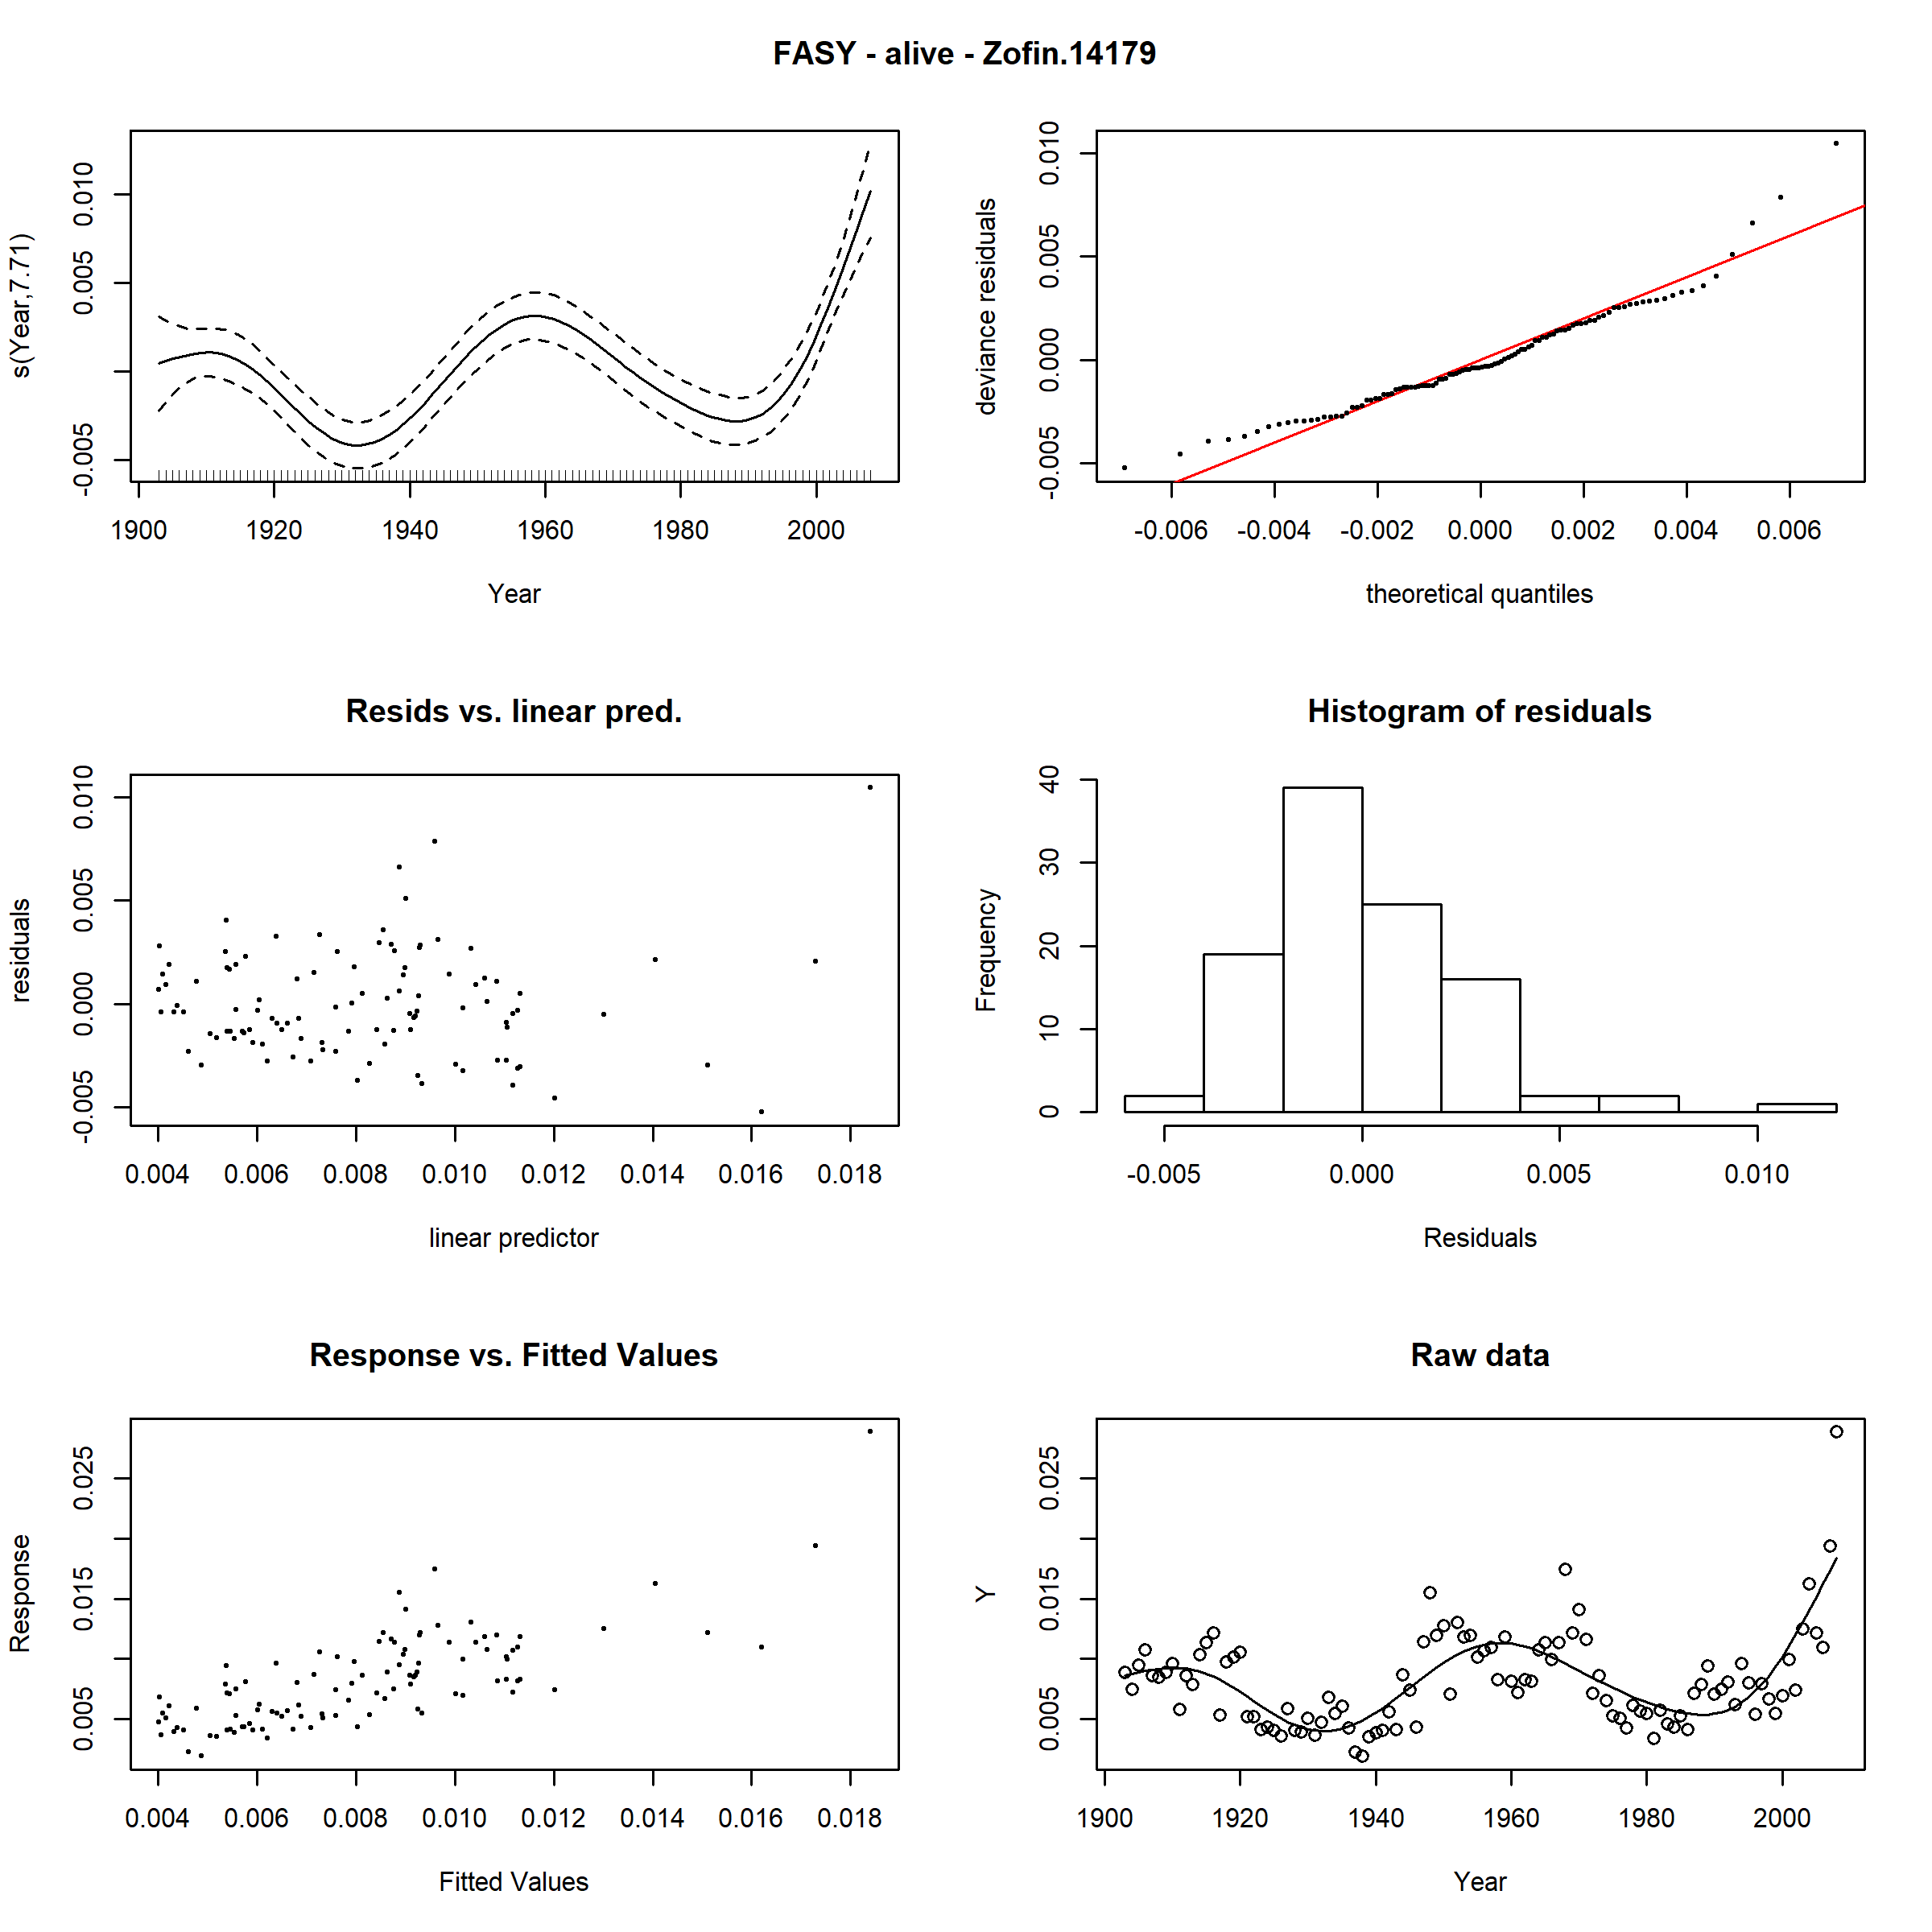 FASY - alive - Zofin.14179
s(Year,7.71)
-0.005 0.005 0.010
1900 1920 1940 1960 1980 2000
Year
deviance residuals
-0.005 0.000 0.005 0.010
-0.006 -0.004 -0.002 0.000 0.002 0.004 0.006
theoretical quantiles
Resids vs. linear pred.
residuals
-0.005 0.000 0.005 0.010
0.004 0.006 0.008 0.010 0.012 0.014 0.016 0.018
linear predictor
Histogram of residuals
Frequency
0 10 20 30 40
-0.005 0.000 0.005 0.010
Residuals
Response vs. Fitted Values
Response
0.005 0.015 0.025
0.004 0.006 0.008 0.010 0.012 0.014 0.016 0.018
Fitted Values
Raw data
Y
0.005 0.015 0.025
1900 1920 1940 1960 1980 2000
Year